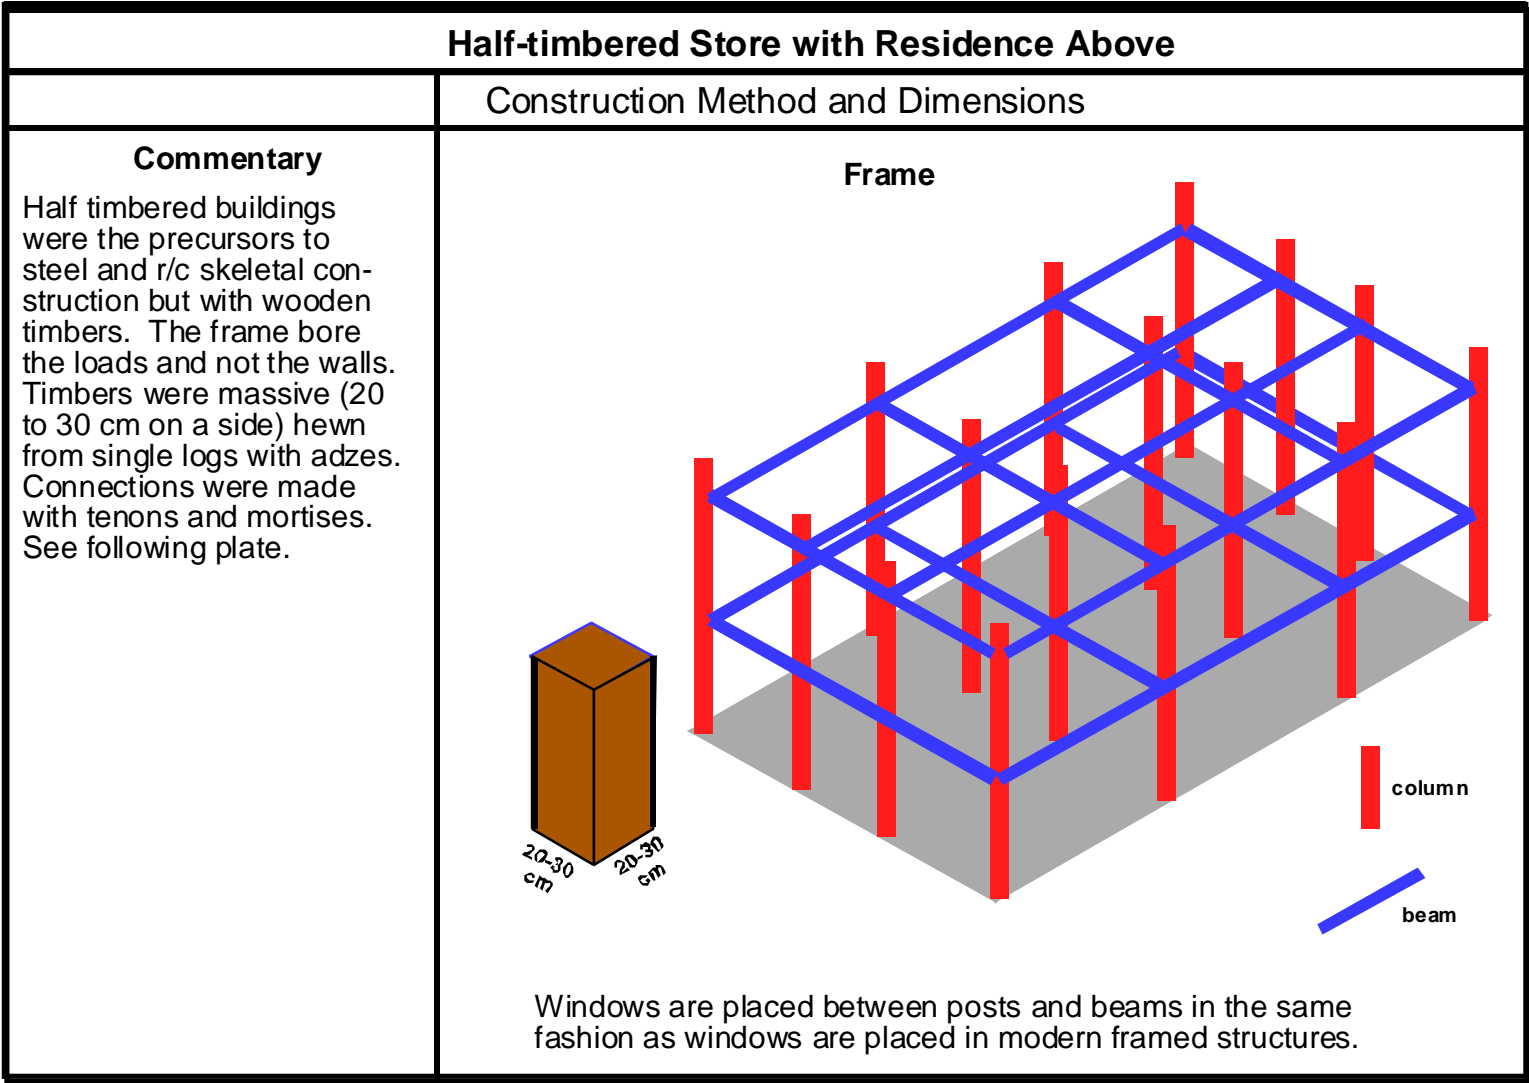 Half-timbered Store with Residence Above
Construction Method and Dimensions
Commentary
Half timbered buildings
were the precursors to
steel and r/c skeletal con-
struction but with wooden
timbers.  The frame bore
the loads and not the walls.
Timbers were massive (20
to 30 cm on a side) hewn
from single logs with adzes.
Connections were made
with tenons and mortises.
See following plate.
Frame
20-30
cm
20-30
cm
column
beam
Windows are placed between posts and beams in the same
fashion as windows are placed in modern framed structures.